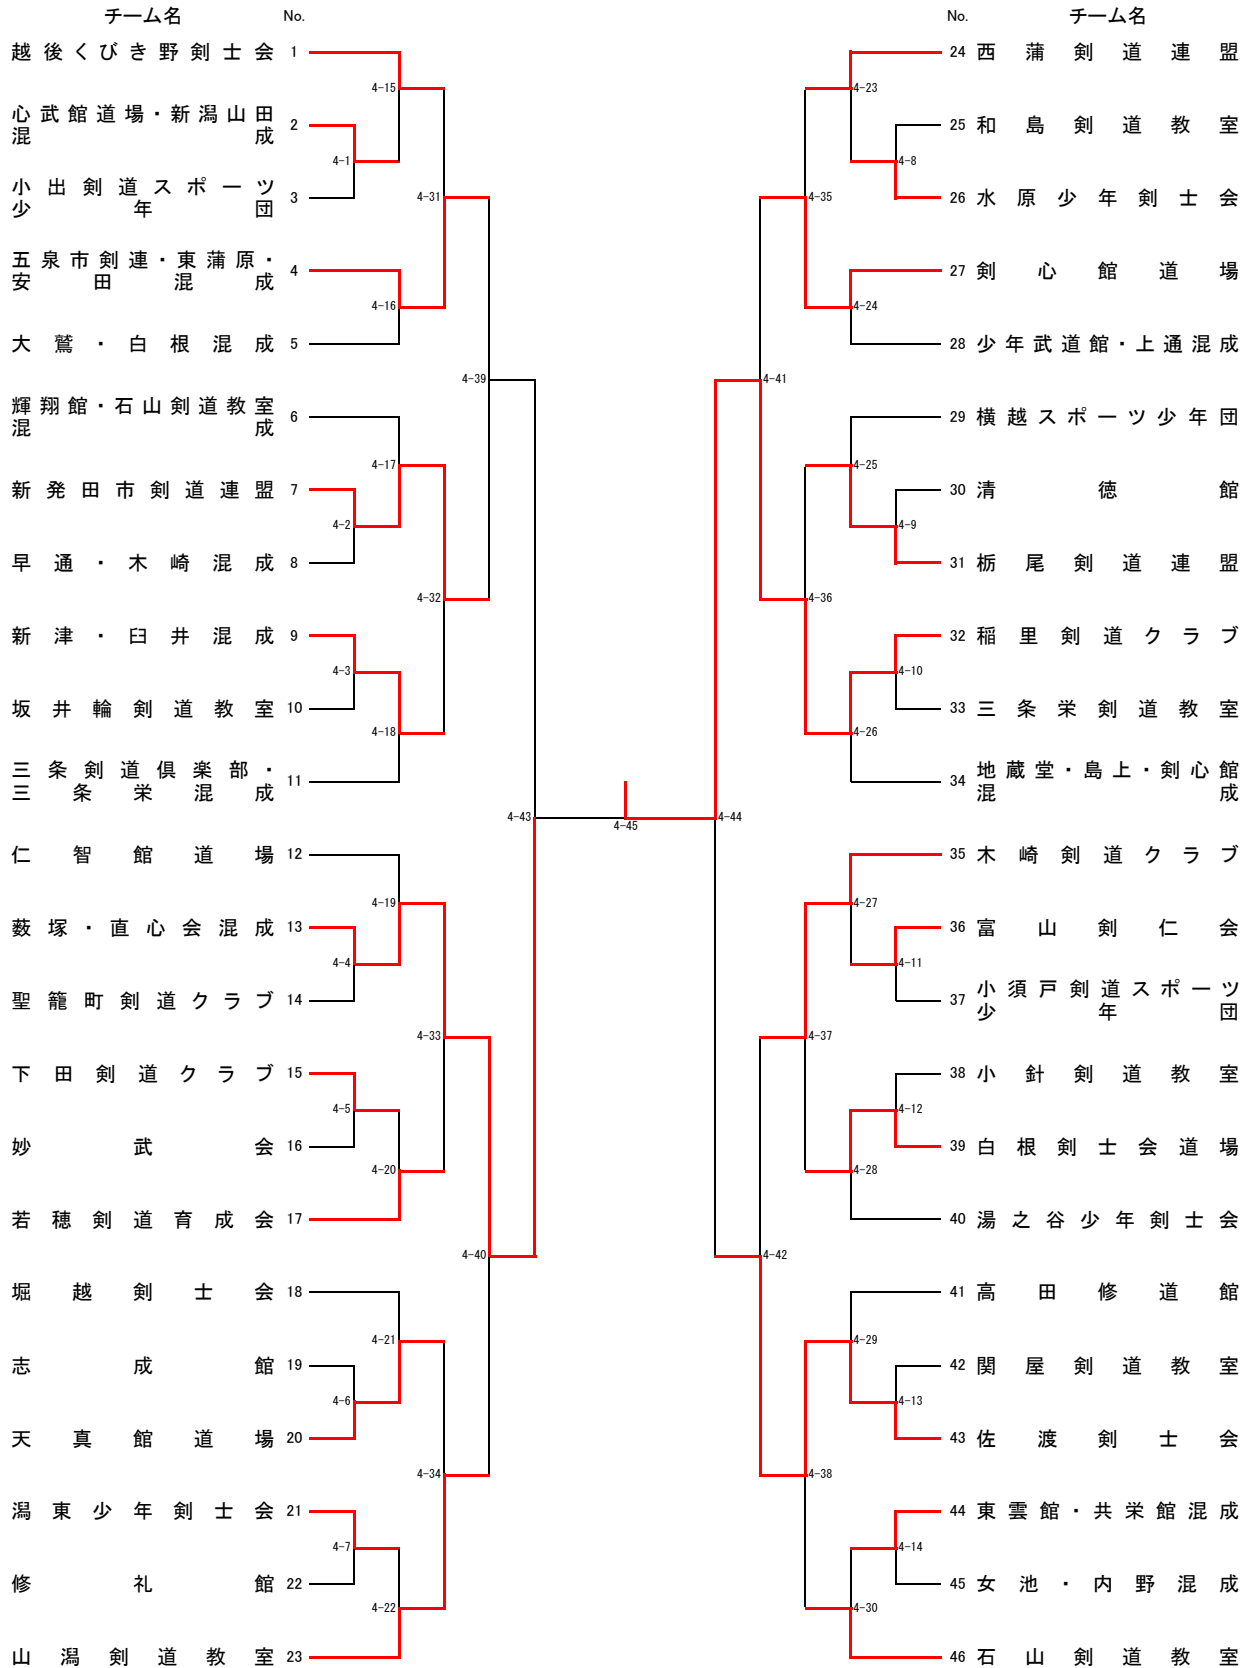 チーム名 No.
越後くびき野剣士会 1
心武館道場・新潟山田
混成 2
小出剣道スポーツ
少年団 3
五泉市剣連・東蒲原・
安田混成 4
大鷲・白根混成 5
輝翔館・石山剣道教室
混成 6
新発田市剣道連盟 7
早通・木崎混成 8
新津・臼井混成 9
坂井輪剣道教室 10
三条剣道倶楽部・
三条栄混成 11
仁智館道場 12
薮塚・直心会混成 13
聖籠町剣道クラブ 14
下田剣道クラブ 15
妙武会 16
若穂剣道育成会 17
堀越剣士会 18
志成館 19
天真館道場 20
潟東少年剣士会 21
修礼館 22
山潟剣道教室 23
4-1
4-2
4-3
4-4
4-5
4-6
4-7
4-15
4-16
4-17
4-18
4-19
4-20
4-21
4-22
4-31
4-32
4-33
4-34
4-39
4-40
4-43
4-45
4-44
4-41
4-42
4-35
4-36
4-37
4-38
4-23
4-24
4-25
4-26
4-27
4-28
4-29
4-30
4-8
4-9
4-10
4-11
4-12
4-13
4-14
No. チーム名
24 西蒲剣道連盟
25 和島剣道教室
26 水原少年剣士会
27 剣心館道場
28 少年武道館・上通混成
29 横越スポーツ少年団
30 清徳館
31 栃尾剣道連盟
32 稲里剣道クラブ
33 三条栄剣道教室
34 地蔵堂・島上・剣心館
混成
35 木崎剣道クラブ
36 富山剣仁会
37 小須戸剣道スポーツ
少年団
38 小針剣道教室
39 白根剣士会道場
40 湯之谷少年剣士会
41 高田修道館
42 関屋剣道教室
43 佐渡剣士会
44 東雲館・共栄館混成
45 女池・内野混成
46 石山剣道教室